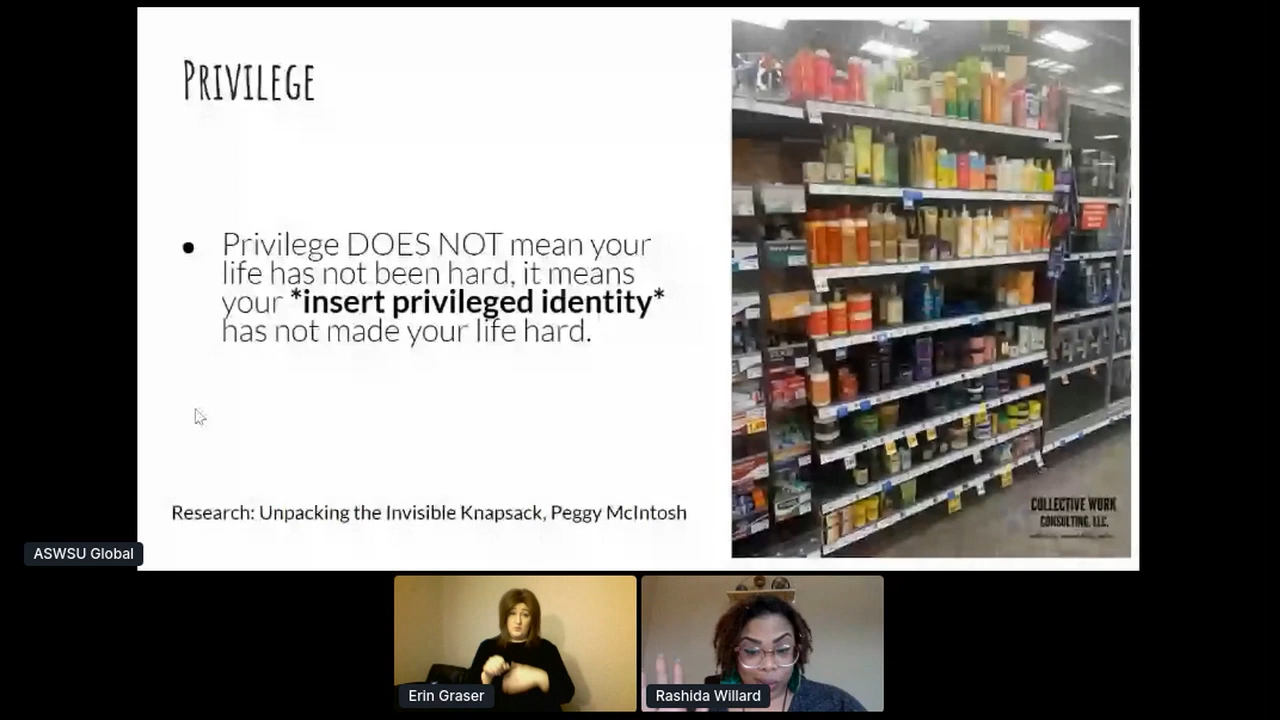 PRIVILEGE
• Privilege DOES NOT mean your
life has not been hard, it means
your *insert privileged identity*
has not made your life hard.
Research: Unpacking the Invisible Knapsack, Peggy McIntosh
COLLECTIVE WORK
CONSULTING, LLC.
ASWSU Global
Erin Graser
Rashida Willard